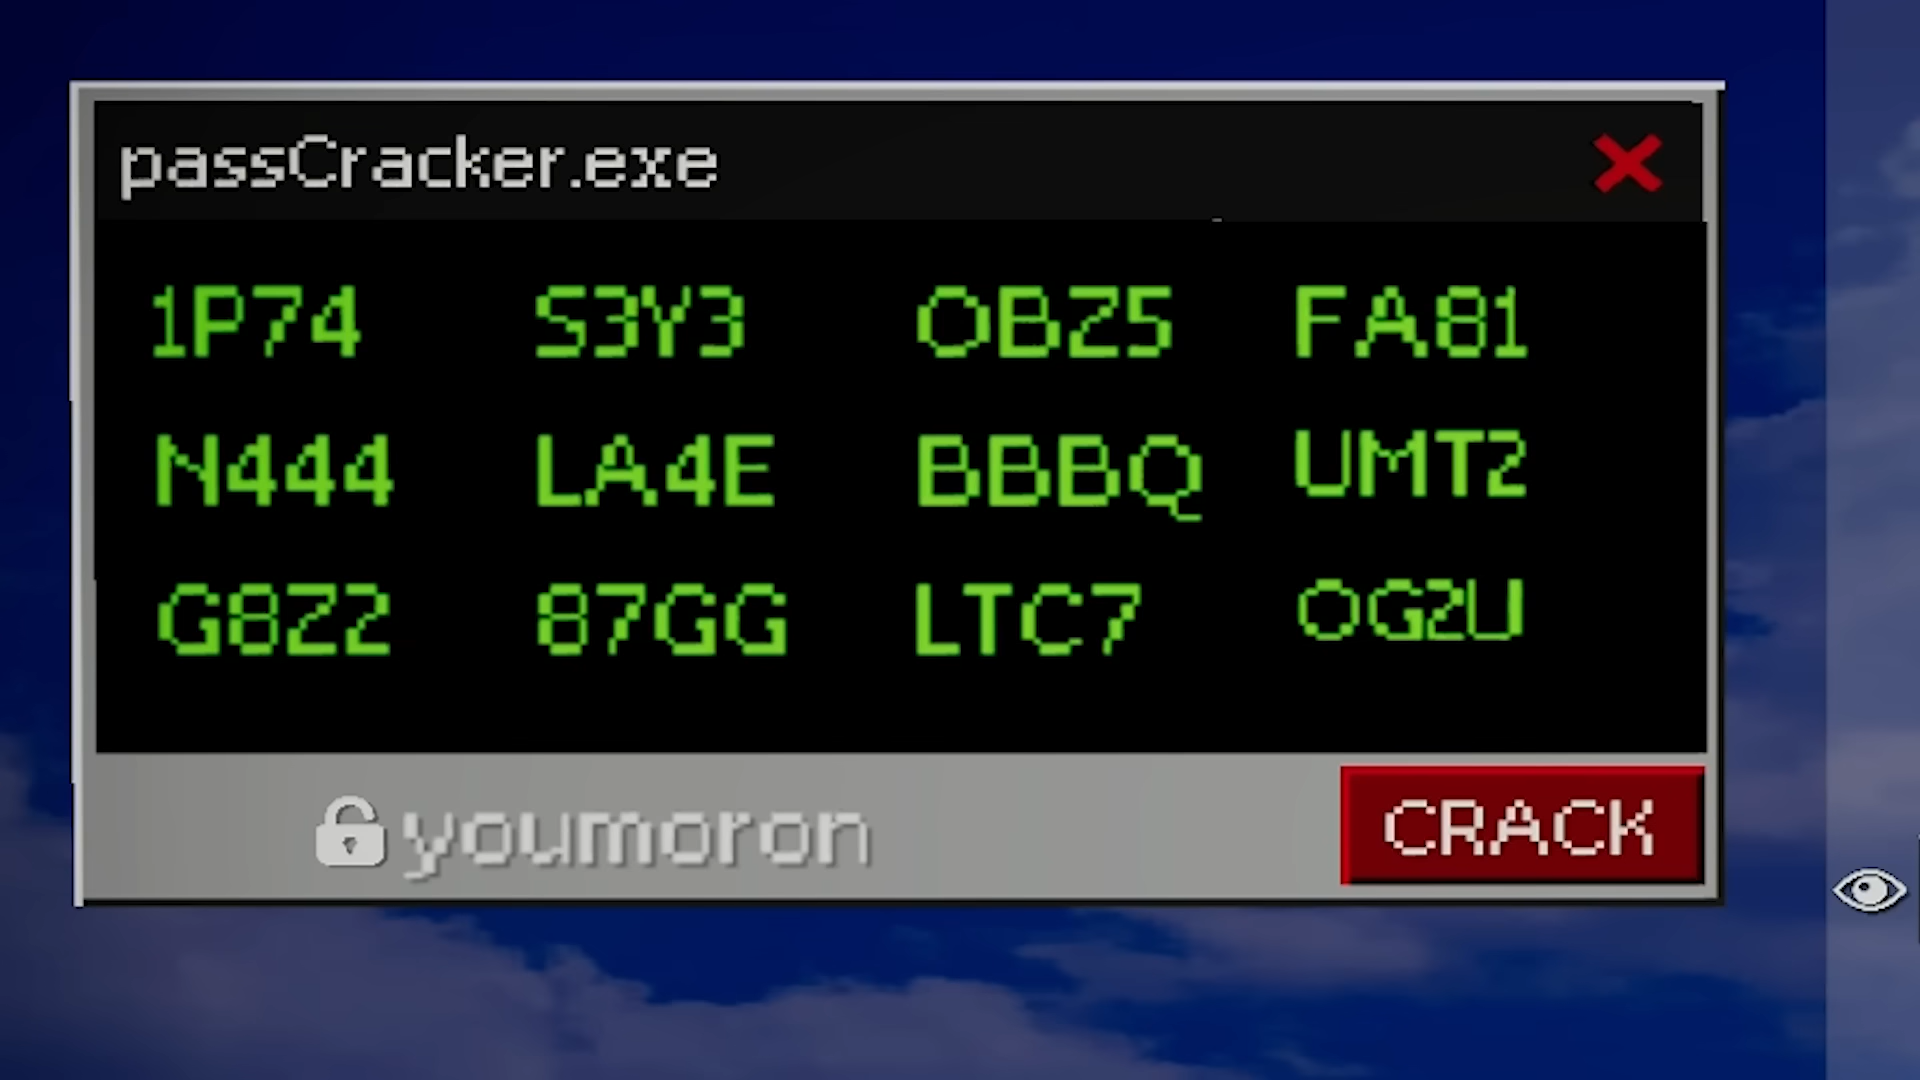 passCracker.exe
1P74 S3Y3 OBZ5 FA81
N444 LA4E BBBQ UMT2
G8Z2 87GG LTC7 OG2U
youmoron CRACK